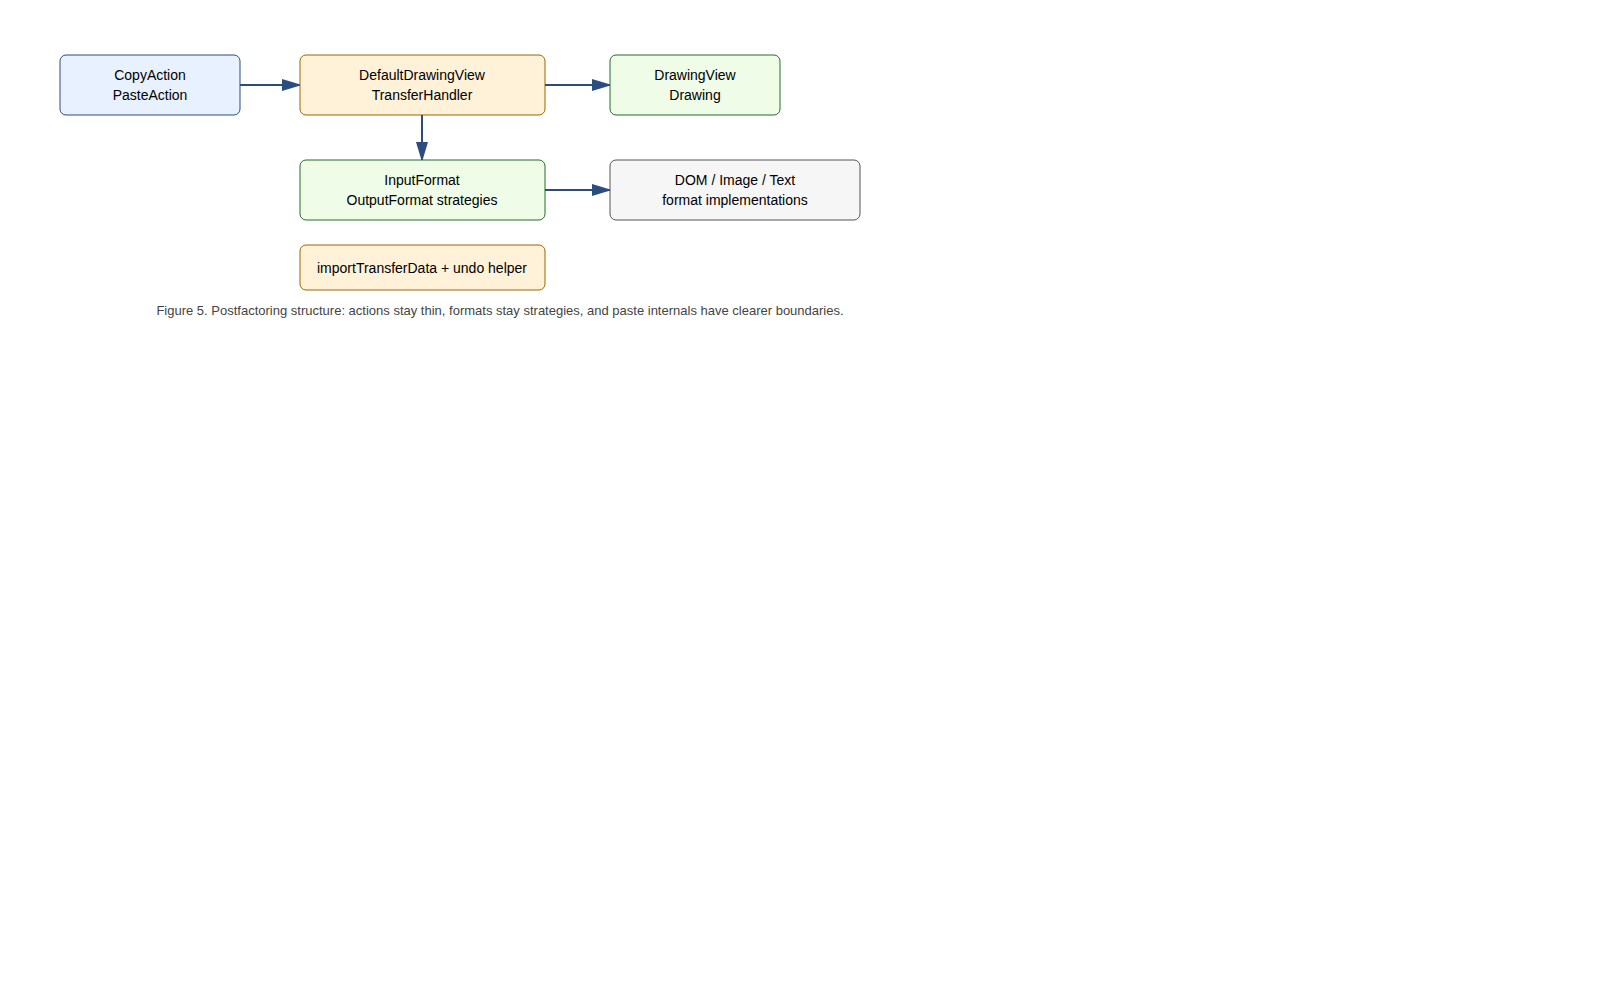 CopyAction
PasteAction
DefaultDrawingView
TransferHandler
DrawingView
Drawing
InputFormat
OutputFormat strategies
DOM / Image / Text
format implementations
importTransferData + undo helper
Figure 5. Postfactoring structure: actions stay thin, formats stay strategies, and paste internals have clearer boundaries.